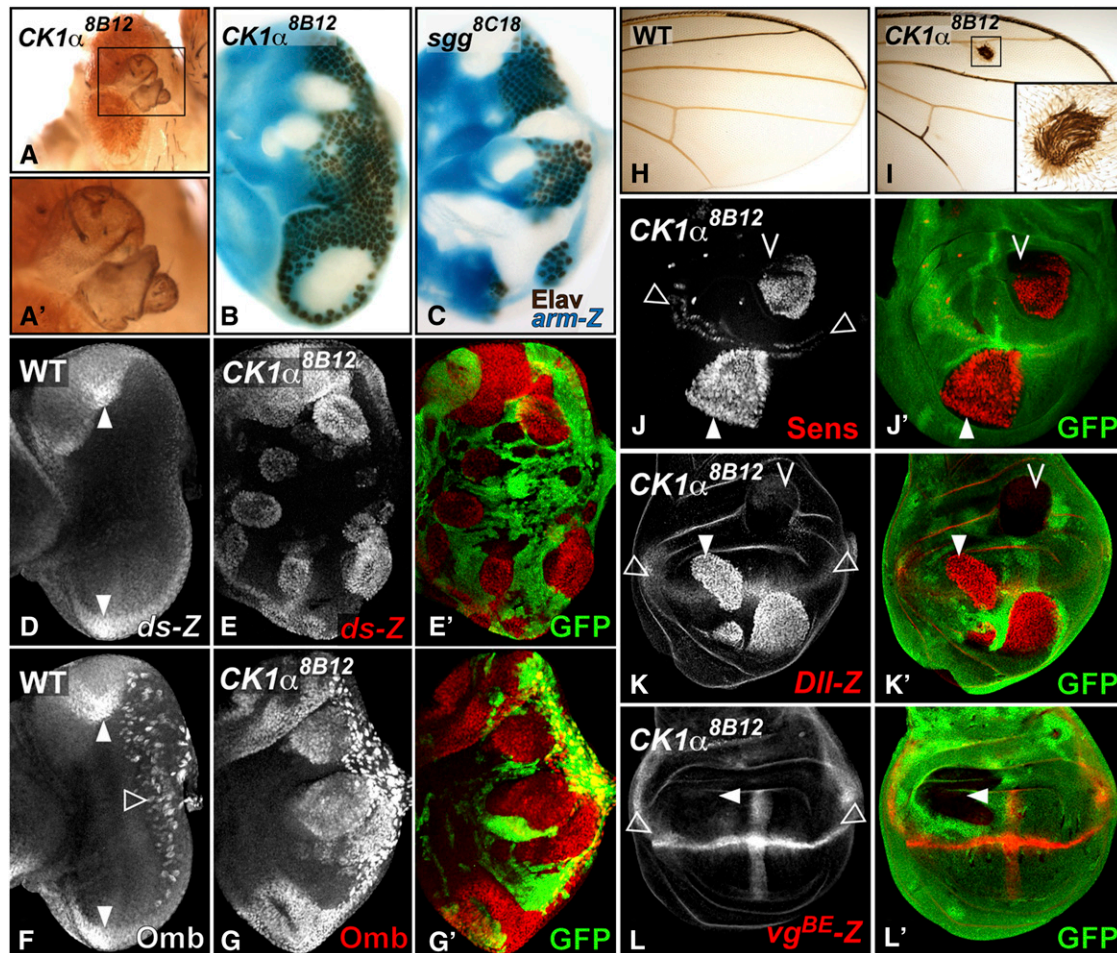 CK1α8B12
A
A'
CK1α8B12
B
sgg8C18
C
Elav
arm-Z
WT
D
ds-Z
CK1α8B12
E
ds-Z
E'
GFP
WT
F
Omb
CK1α8B12
G
Omb
G'
GFP
WT
H
CK1α8B12
I
CK1α8B12
J
Sens
J'
GFP
CK1α8B12
K
Dll-Z
K'
GFP
CK1α8B12
L
vgBE-Z
L'
GFP